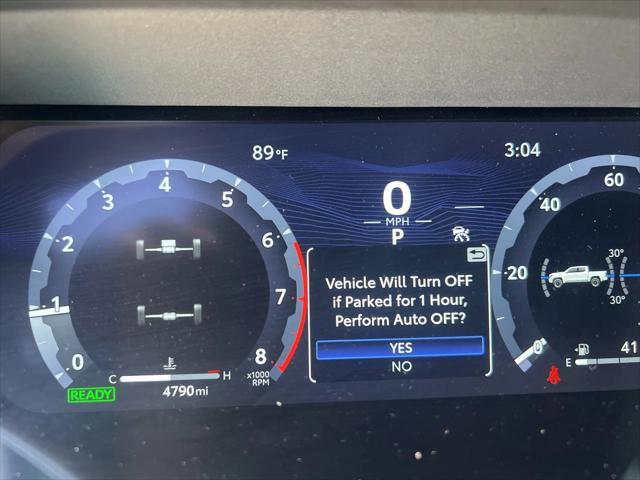 89°F
3:04
0
MPH
P
0
1
2
3
4
5
6
7
8
x1000
RPM
Vehicle Will Turn OFF
if Parked for 1 Hour,
Perform Auto OFF?
YES
NO
0
20
40
60
30°
30°
C
H
READY
4790 mi
E
41